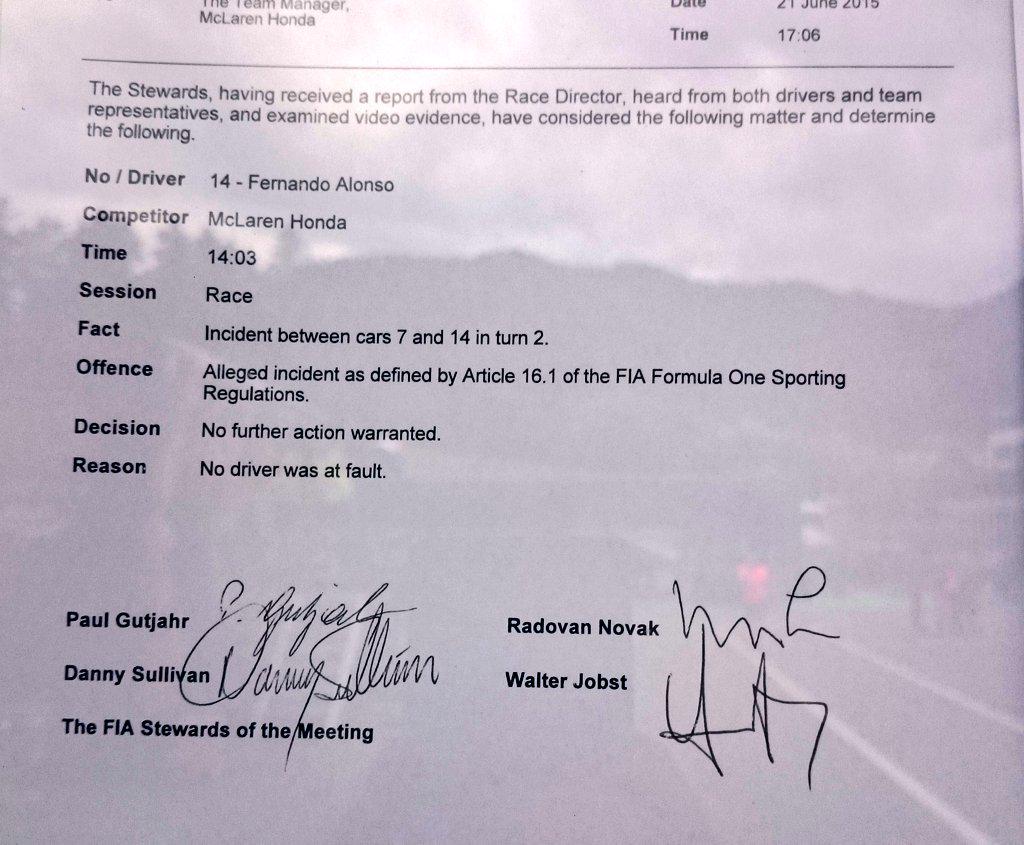 The Team Manager,
McLaren Honda
Date 21 June 2015
Time 17:06
The Stewards, having received a report from the Race Director, heard from both drivers and team
representatives, and examined video evidence, have considered the following matter and determine
the following.
No / Driver 14 - Fernando Alonso
Competitor McLaren Honda
Time 14:03
Session Race
Fact Incident between cars 7 and 14 in turn 2.
Offence Alleged incident as defined by Article 16.1 of the FIA Formula One Sporting
Regulations.
Decision No further action warranted.
Reason No driver was at fault.
Paul Gutjahr
Radovan Novak
Danny Sullivan Danny Sullivan
Walter Jobst
The FIA Stewards of the Meeting